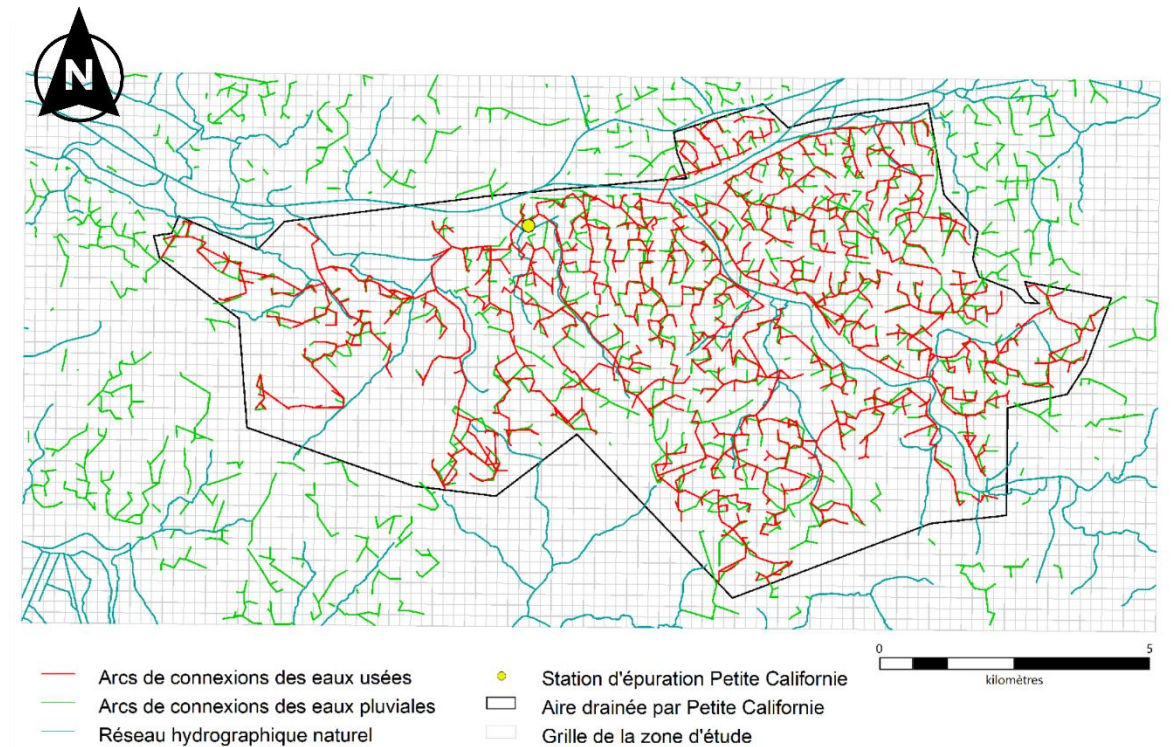 N
0 5
kilomètres
Arcs de connexions des eaux usées
Arcs de connexions des eaux pluviales
Réseau hydrographique naturel
Station d'épuration Petite Californie
Aire drainée par Petite Californie
Grille de la zone d'étude